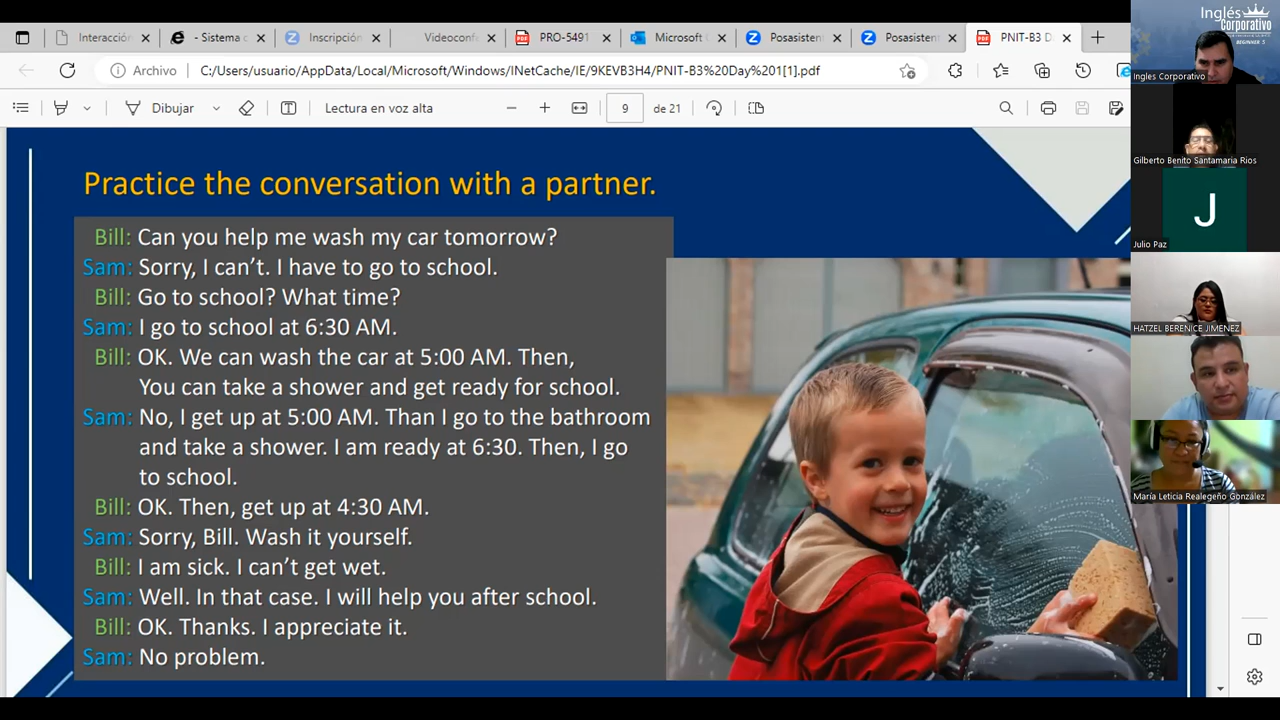 Interacción
- Sistema c
Inscripción
Videoconfe
PRO-5491
Microsoft
Posasistent
Posasistent
PNIT-B3 D
Archivo
C:/Users/usuario/AppData/Local/Microsoft/Windows/INetCache/IE/9KEVB3H4/PNIT-B3%20Day%201[1].pdf
Dibujar
Lectura en voz alta
9
de 21
Practice the conversation with a partner.
Bill: Can you help me wash my car tomorrow?
Sam: Sorry, I can't. I have to go to school.
Bill: Go to school? What time?
Sam: I go to school at 6:30 AM.
Bill: OK. We can wash the car at 5:00 AM. Then,
You can take a shower and get ready for school.
Sam: No, I get up at 5:00 AM. Than I go to the bathroom
and take a shower. I am ready at 6:30. Then, I go
to school.
Bill: OK. Then, get up at 4:30 AM.
Sam: Sorry, Bill. Wash it yourself.
Bill: I am sick. I can't get wet.
Sam: Well. In that case. I will help you after school.
Bill: OK. Thanks. I appreciate it.
Sam: No problem.
Inglés
Corporativo
BEGINNER 5
Ingles Corporativo
Gilberto Benito Santamaria Rios
J
Julio Paz
HATZEL BERENICE JIMENEZ
María Leticia Realegeño González